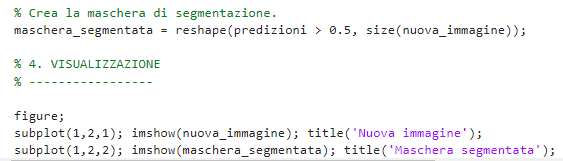 % Crea la maschera di segmentazione.
maschera_segmentata = reshape(predizioni > 0.5, size(nuova_immagine));
% 4. VISUALIZZAZIONE
% -----------------
figure;
subplot(1,2,1); imshow(nuova_immagine); title('Nuova immagine');
subplot(1,2,2); imshow(maschera_segmentata); title('Maschera segmentata');